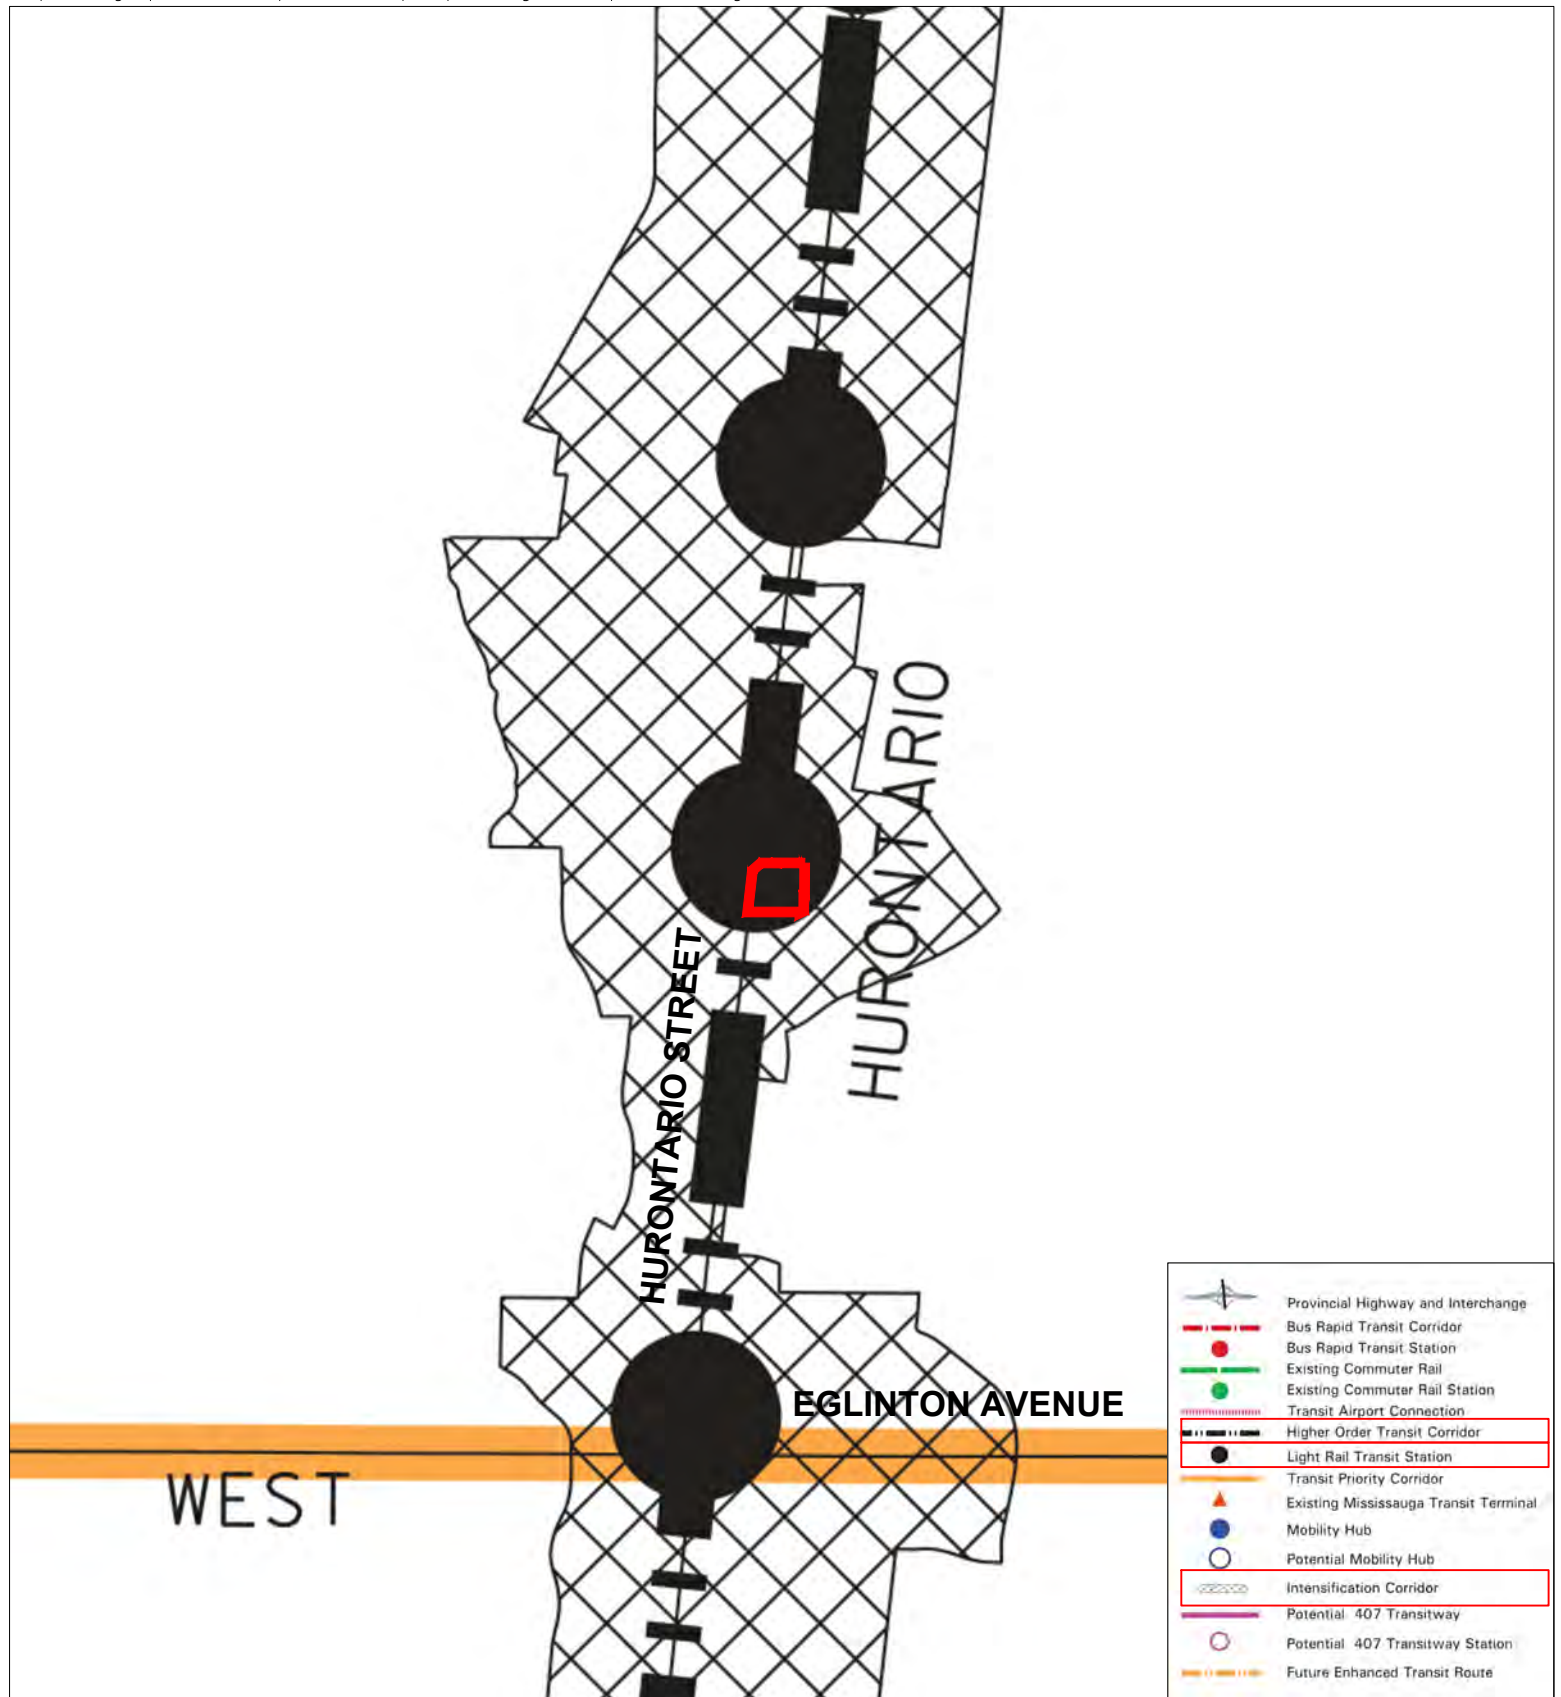 HURONTARIO
HURONTARIO STREET
EGLINTON AVENUE
WEST
Provincial Highway and Interchange
Bus Rapid Transit Corridor
Bus Rapid Transit Station
Existing Commuter Rail
Existing Commuter Rail Station
Transit Airport Connection
Higher Order Transit Corridor
Light Rail Transit Station
Transit Priority Corridor
Existing Mississauga Transit Terminal
Mobility Hub
Potential Mobility Hub
Intensification Corridor
Potential 407 Transitway
Potential 407 Transitway Station
Future Enhanced Transit Route